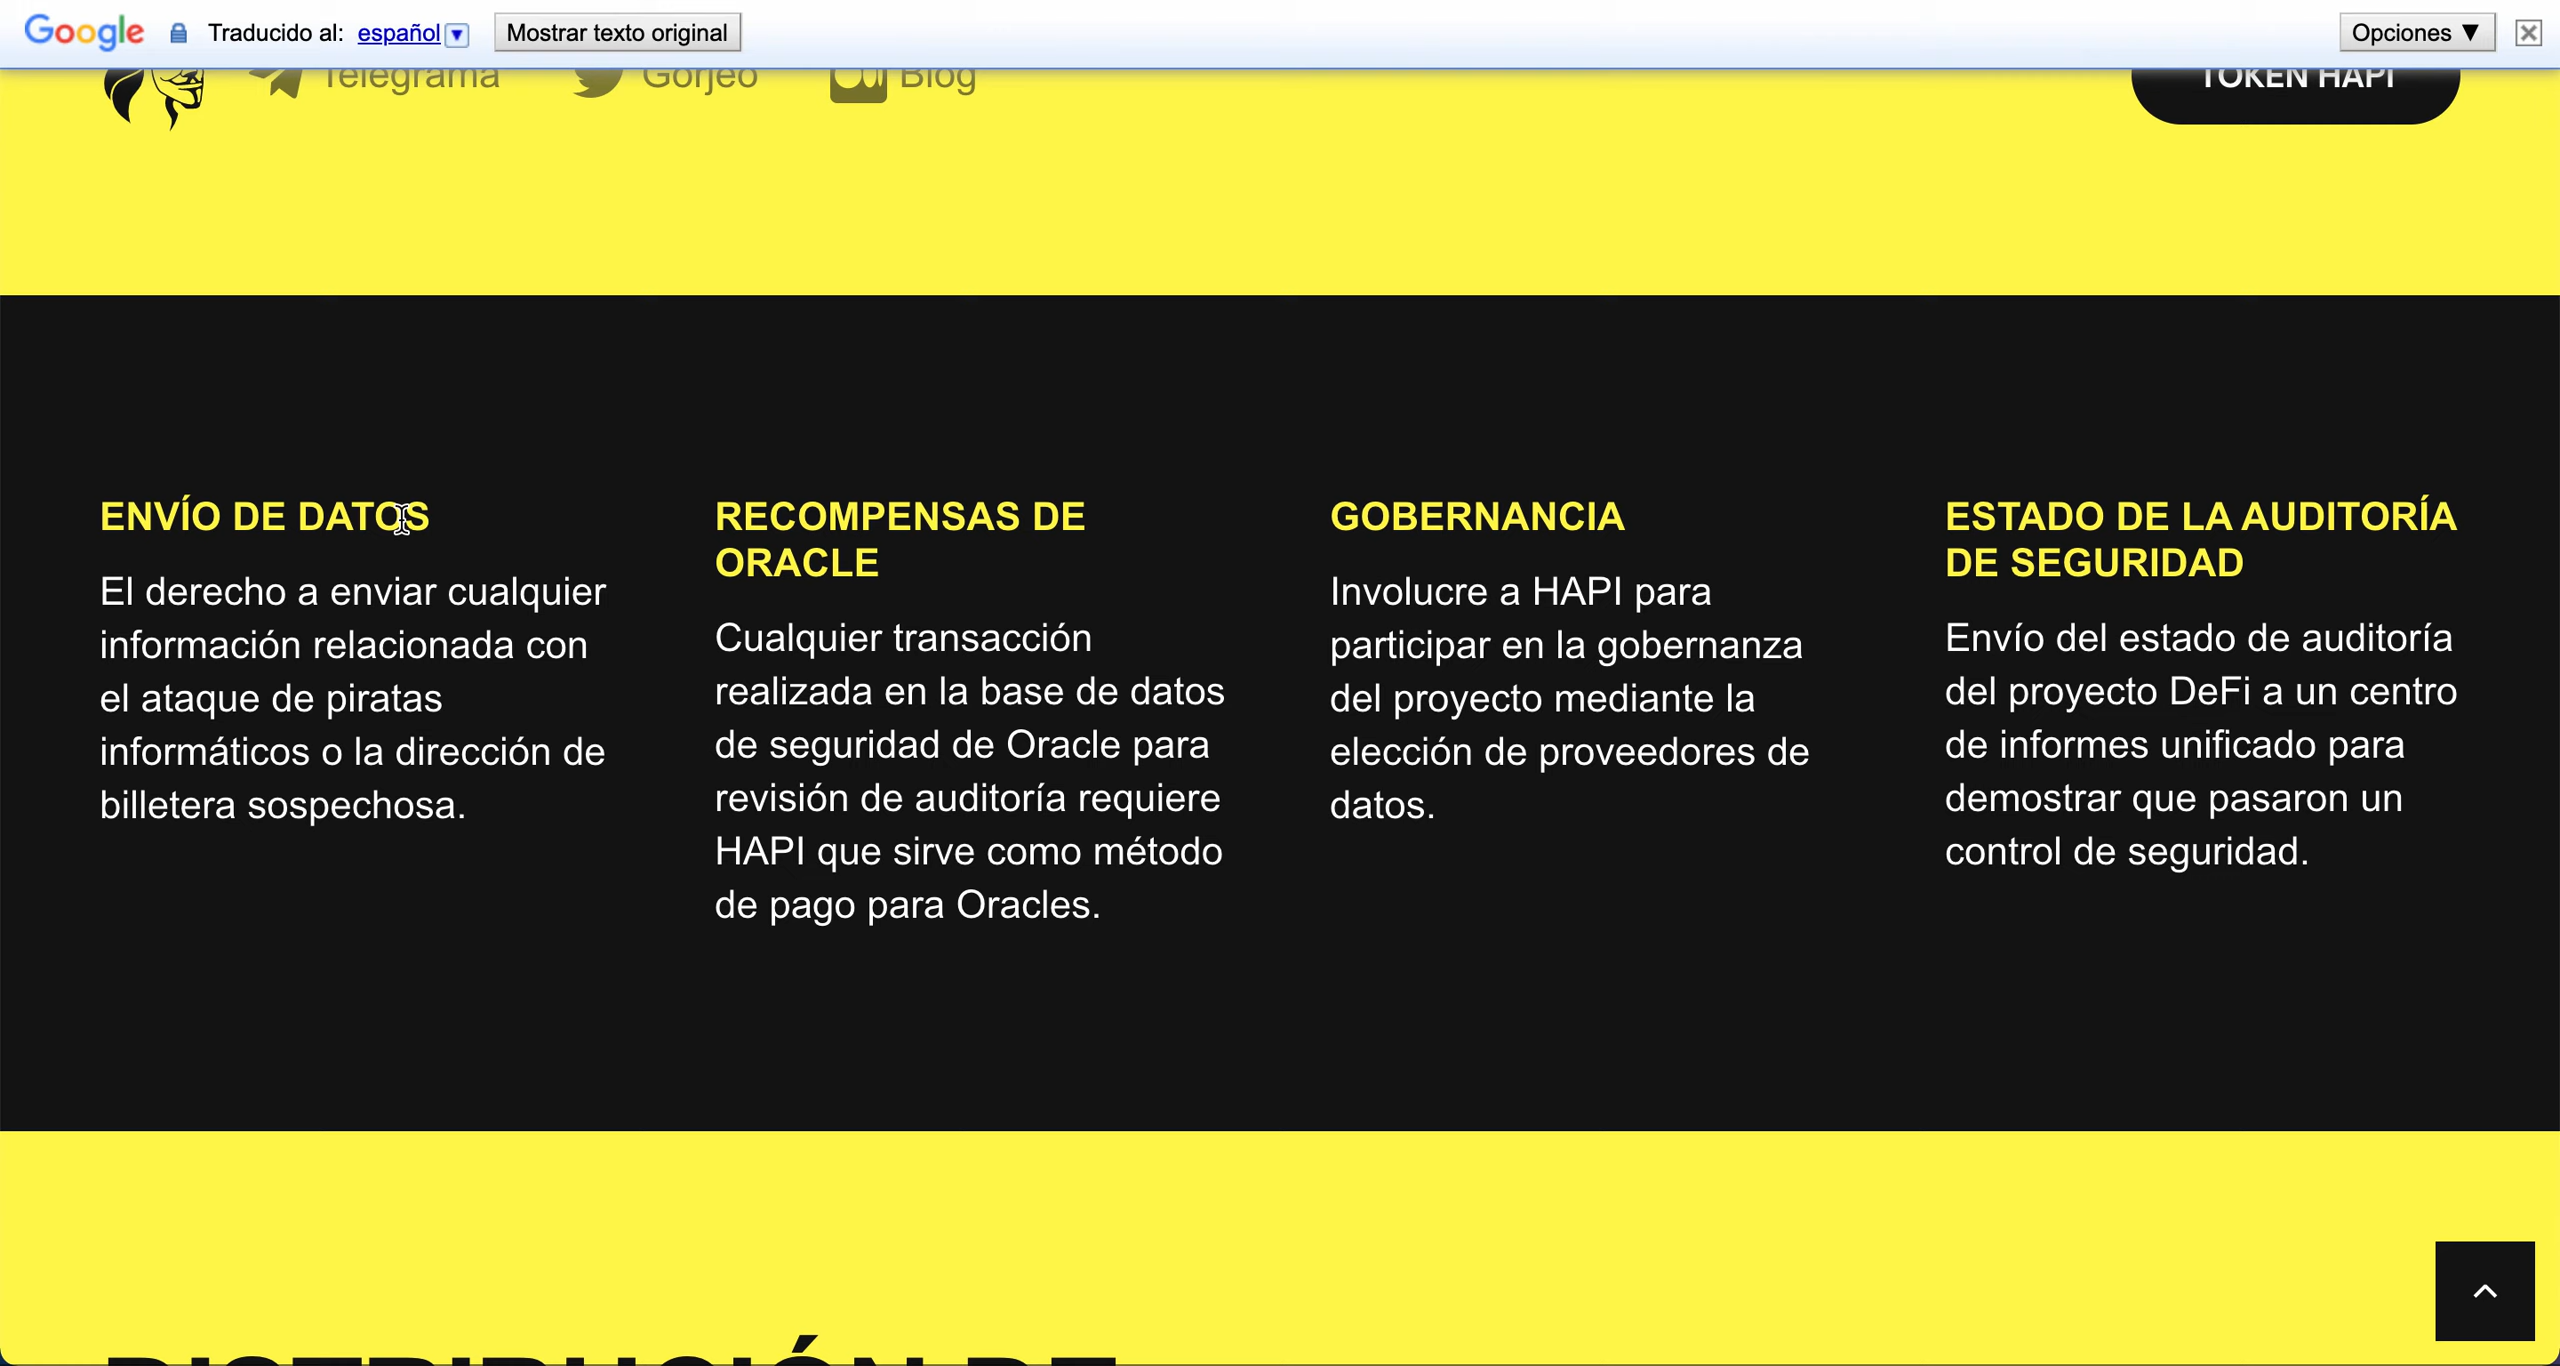 Google Traducido al: español Mostrar texto original Opciones ▼
Telegrama Gorjeo Blog TOKEN HAPI
ENVÍO DE DATOS
El derecho a enviar cualquier
información relacionada con
el ataque de piratas
informáticos o la dirección de
billetera sospechosa.
RECOMPENSAS DE
ORACLE
Cualquier transacción
realizada en la base de datos
de seguridad de Oracle para
revisión de auditoría requiere
HAPI que sirve como método
de pago para Oracles.
GOBERNANCIA
Involucre a HAPI para
participar en la gobernanza
del proyecto mediante la
elección de proveedores de
datos.
ESTADO DE LA AUDITORÍA
DE SEGURIDAD
Envío del estado de auditoría
del proyecto DeFi a un centro
de informes unificado para
demostrar que pasaron un
control de seguridad.
DISTRIBUCIÓN DE